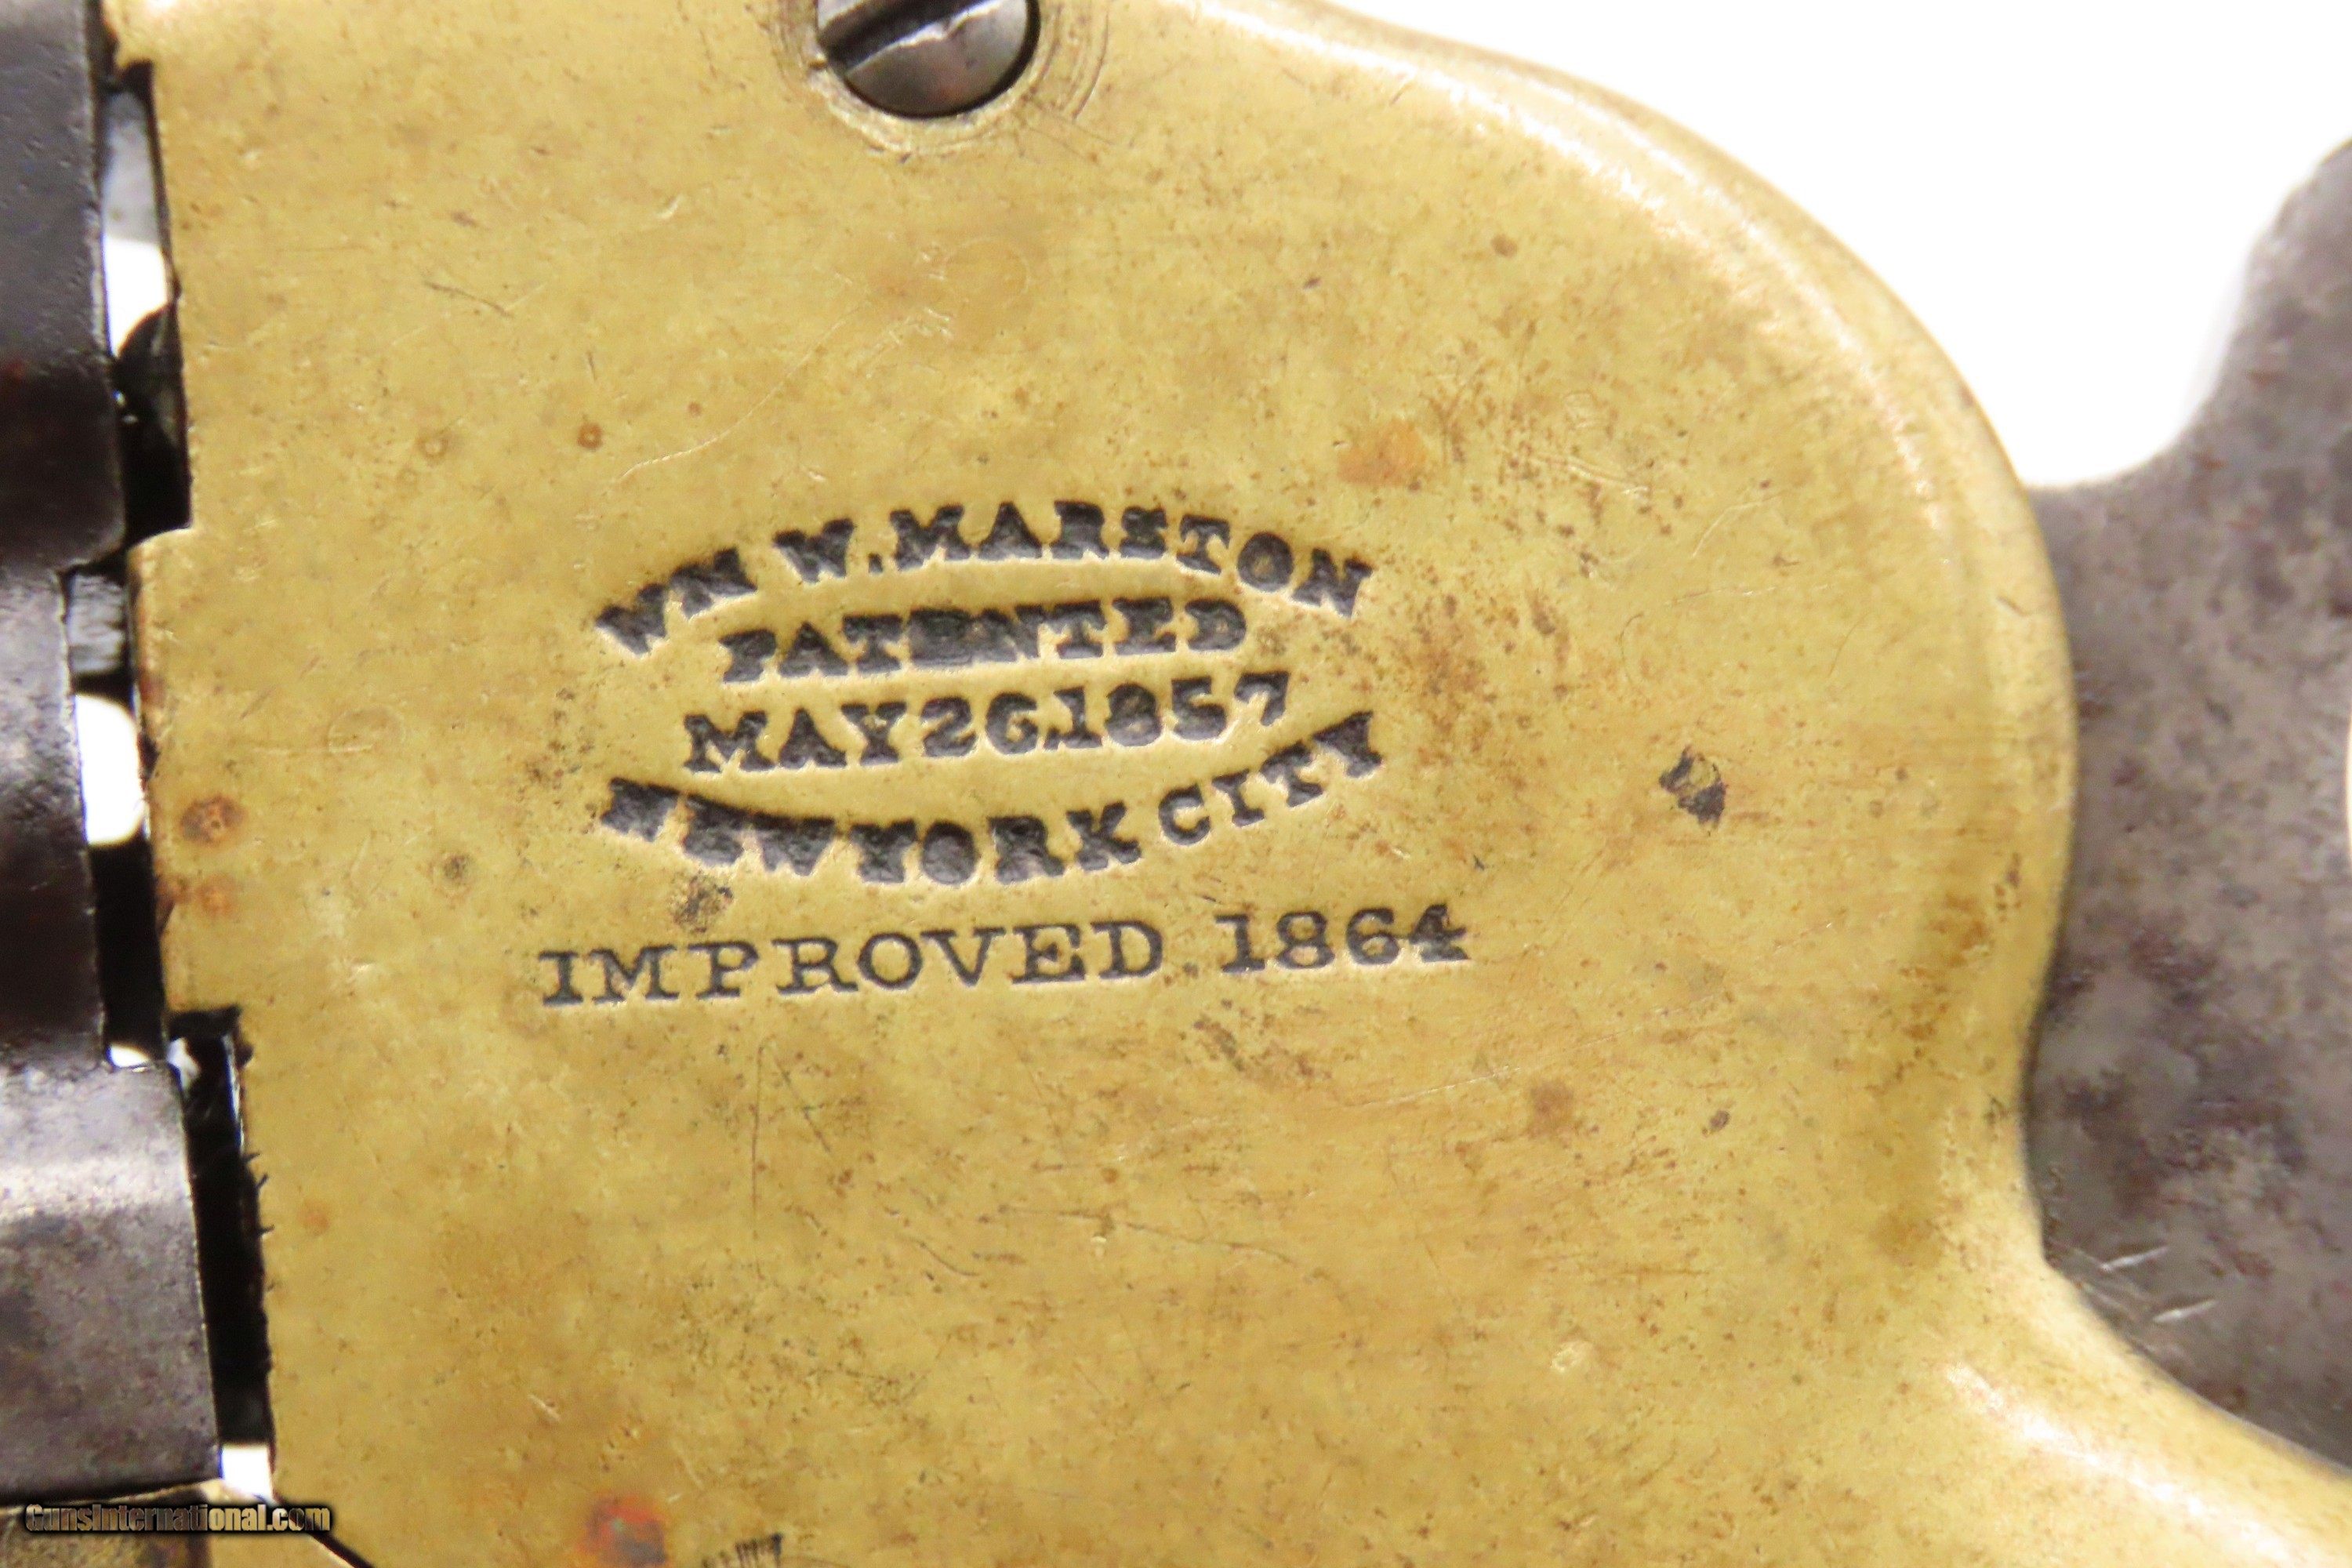 WM W. MARSTON
PATENTED
MAY 26.1857
NEW YORK CITY
IMPROVED 1864
GunsInternational.com